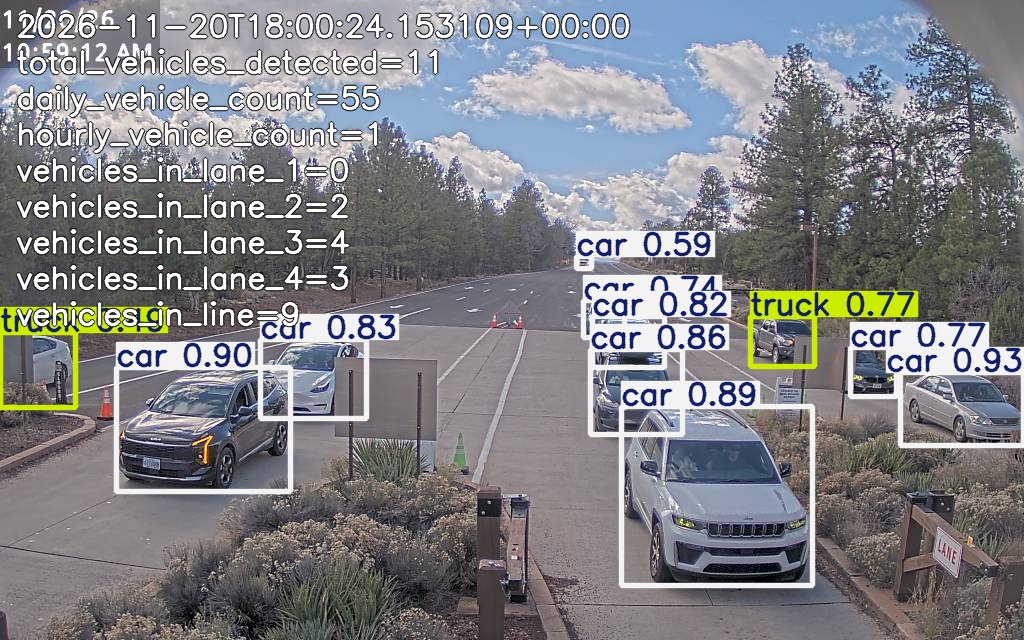 2026-11-20T18:00:24.153109+00:00
10:59:12 AM
total_vehicles_detected=11
daily_vehicle_count=55
hourly_vehicle_count=1
vehicles_in_lane_1=0
vehicles_in_lane_2=2
vehicles_in_lane_3=4
vehicles_in_lane_4=3
vehicles_in_line=9
car 0.59
car 0.74
car 0.82
truck 0.77
truck
car 0.83
car 0.86
car 0.77
car 0.90
car 0.93
car 0.89
LANE